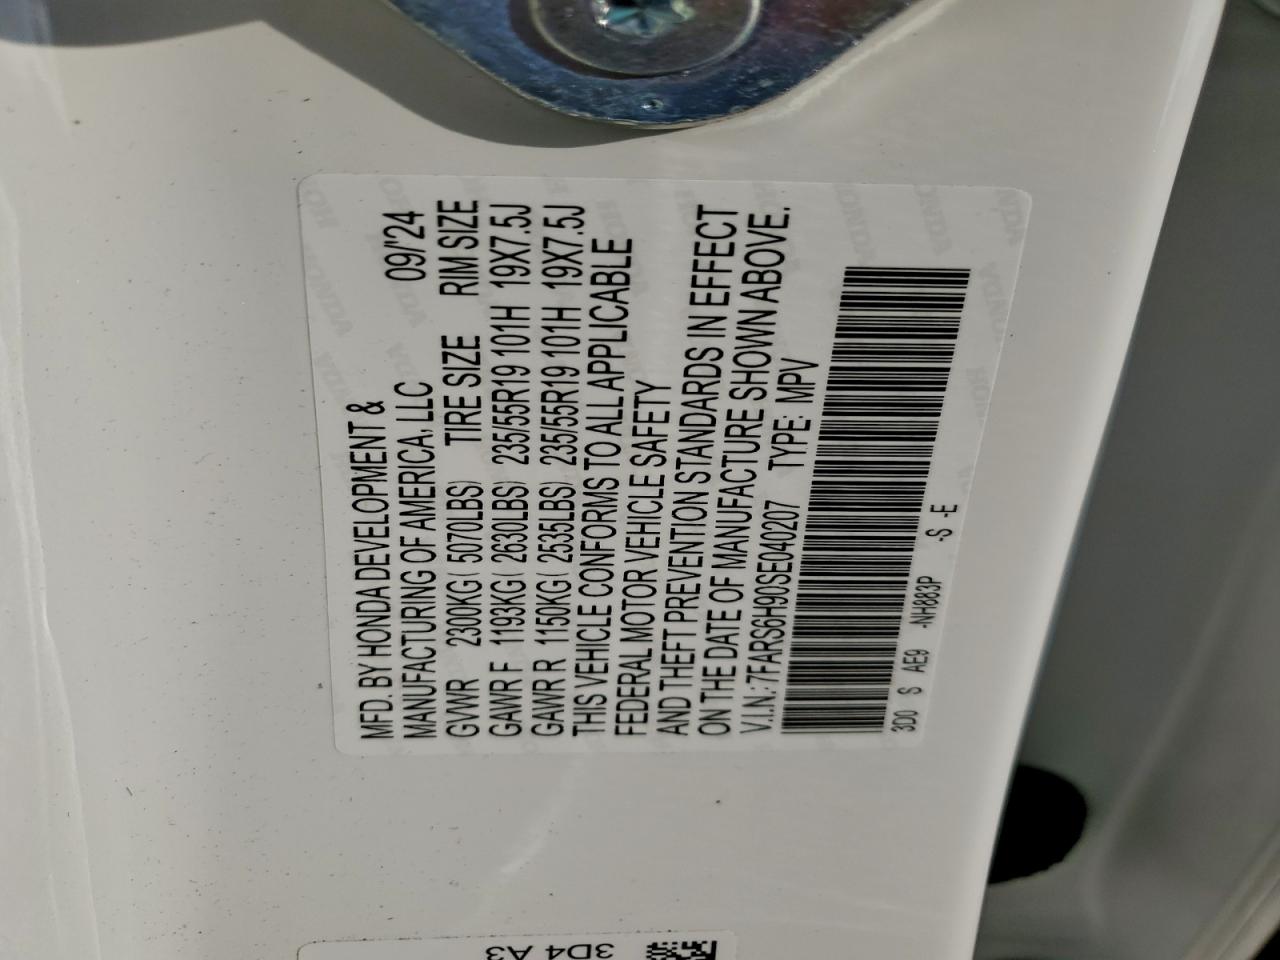 MFD. BY HONDA DEVELOPMENT &
MANUFACTURING OF AMERICA, LLC 09/'24
GVWR 2300KG( 5070LBS) TIRE SIZE RIM SIZE
GAWR F 1193KG( 2630LBS) 235/55R19 101H 19X7.5J
GAWR R 1150KG( 2535LBS) 235/55R19 101H 19X7.5J
THIS VEHICLE CONFORMS TO ALL APPLICABLE
FEDERAL MOTOR VEHICLE SAFETY
AND THEFT PREVENTION STANDARDS IN EFFECT
ON THE DATE OF MANUFACTURE SHOWN ABOVE.
V.I.N.: 7FARS6H90SE040207 TYPE: MPV
3D0 S AE9 -NH883P -S -E
3D4 A3